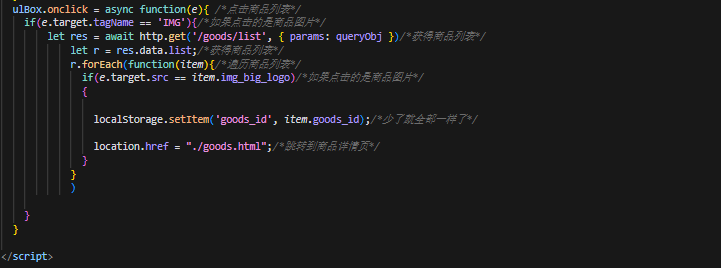 ulBox.onclick = async function(e){ /*点击商品列表*/
if(e.target.tagName == 'IMG'){/*如果点击的是商品图片*/
let res = await http.get('/goods/list', { params: queryObj })/*获得商品列表*/
let r = res.data.list;/*获得商品列表*/
r.forEach(function(item){/*遍历商品列表*/
if(e.target.src == item.img_big_logo)/*如果点击的是商品图片*/
{
localStorage.setItem('goods_id', item.goods_id);/*少了就全部一样了*/
location.href = "./goods.html";/*跳转到商品详情页*/
}
}
)
}
}
</script>